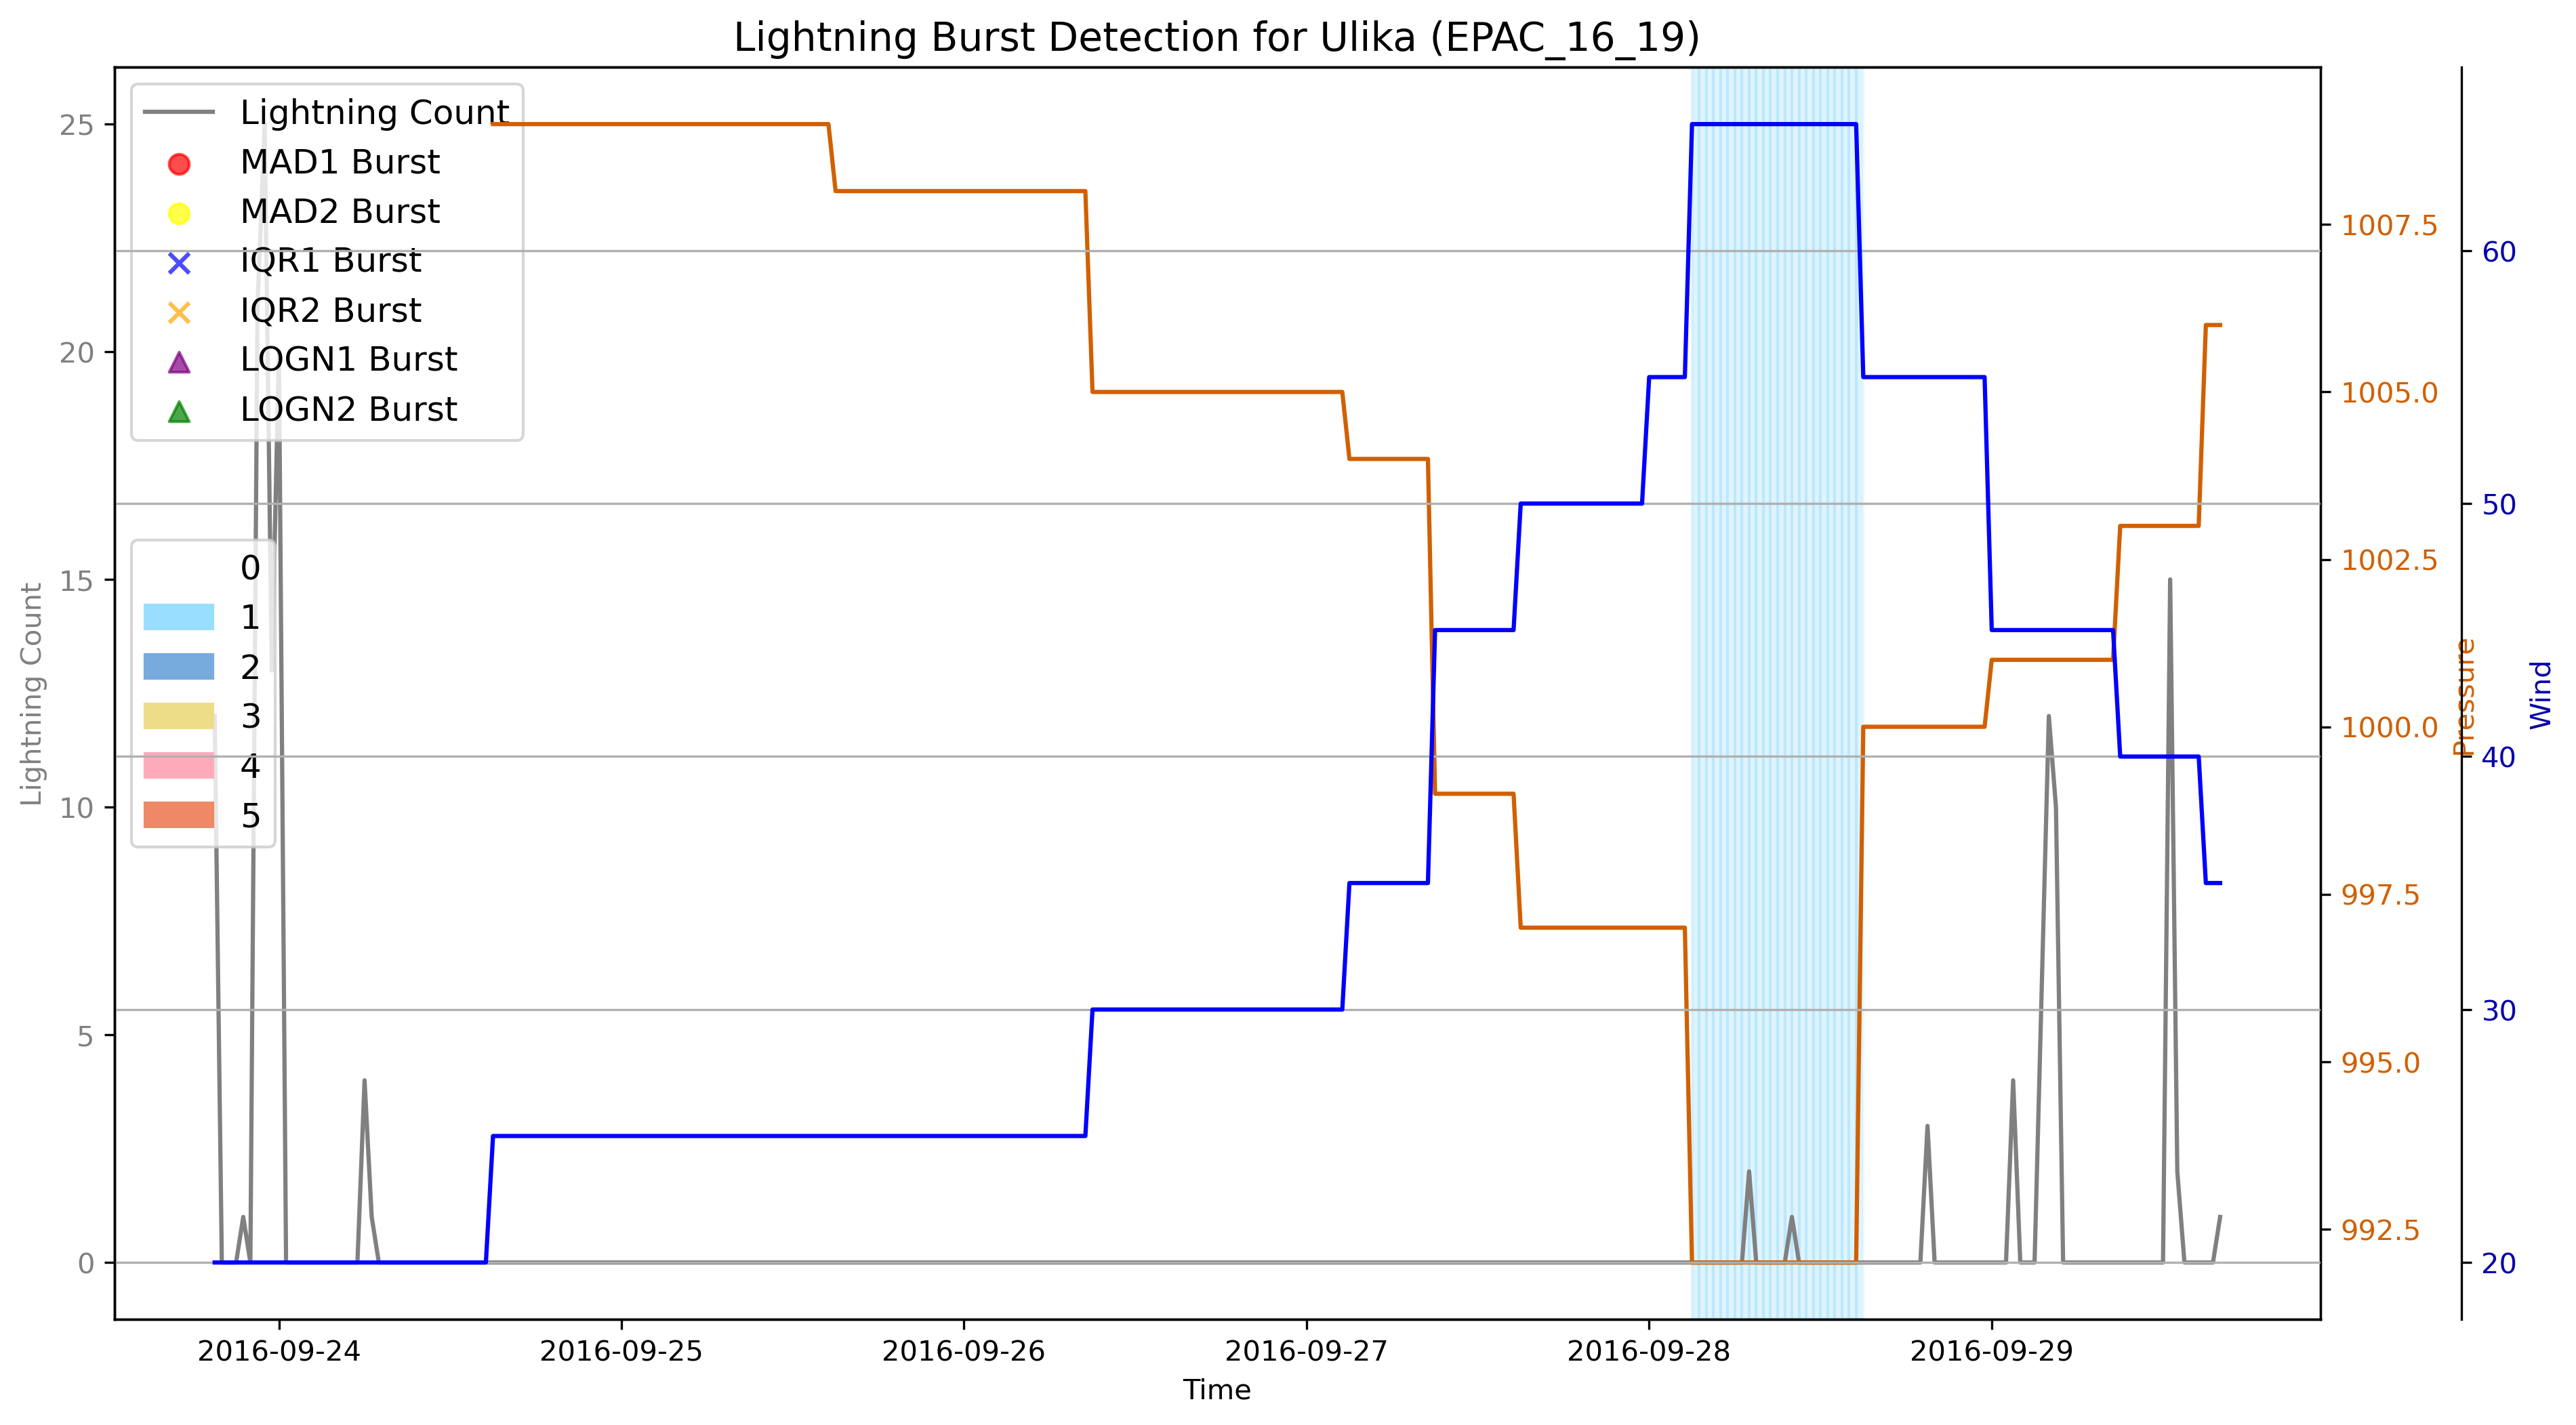 Lightning Burst Detection for Ulika (EPAC_16_19)
Lightning Count
MAD1 Burst
MAD2 Burst
IQR1 Burst
IQR2 Burst
LOGN1 Burst
LOGN2 Burst
0
1
2
3
4
5
Lightning Count
25
20
15
10
5
0
1007.5
1005.0
1002.5
1000.0
997.5
995.0
992.5
Pressure
60
50
40
30
20
Wind
2016-09-24
2016-09-25
2016-09-26
2016-09-27
2016-09-28
2016-09-29
Time